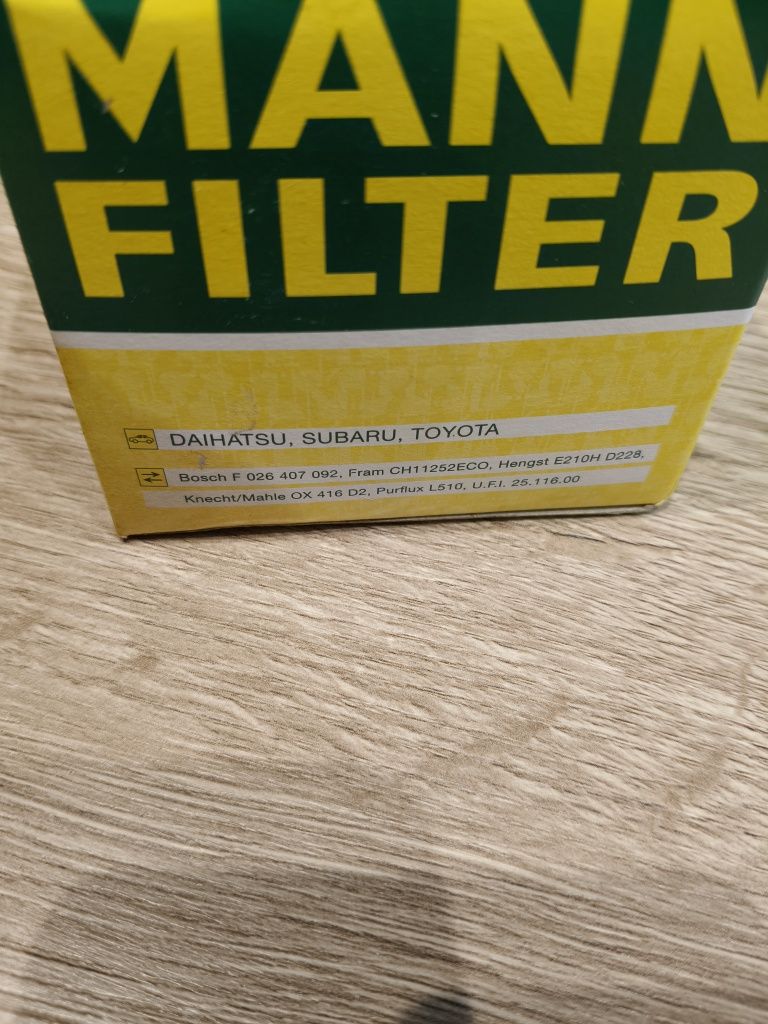 MANN
FILTER
DAIHATSU, SUBARU, TOYOTA
Bosch F 026 407 092, Fram CH11252ECO, Hengst E210H D228,
Knecht/Mahle OX 416 D2, Purflux L510, U.F.I. 25.116.00